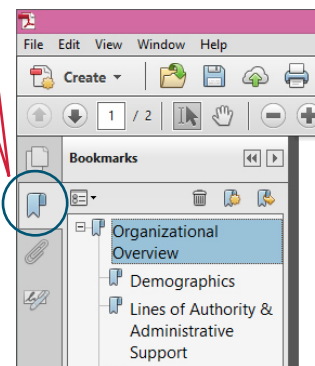 File Edit View Window Help
Create
1 / 2
Bookmarks
Organizational
Overview
Demographics
Lines of Authority &
Administrative
Support